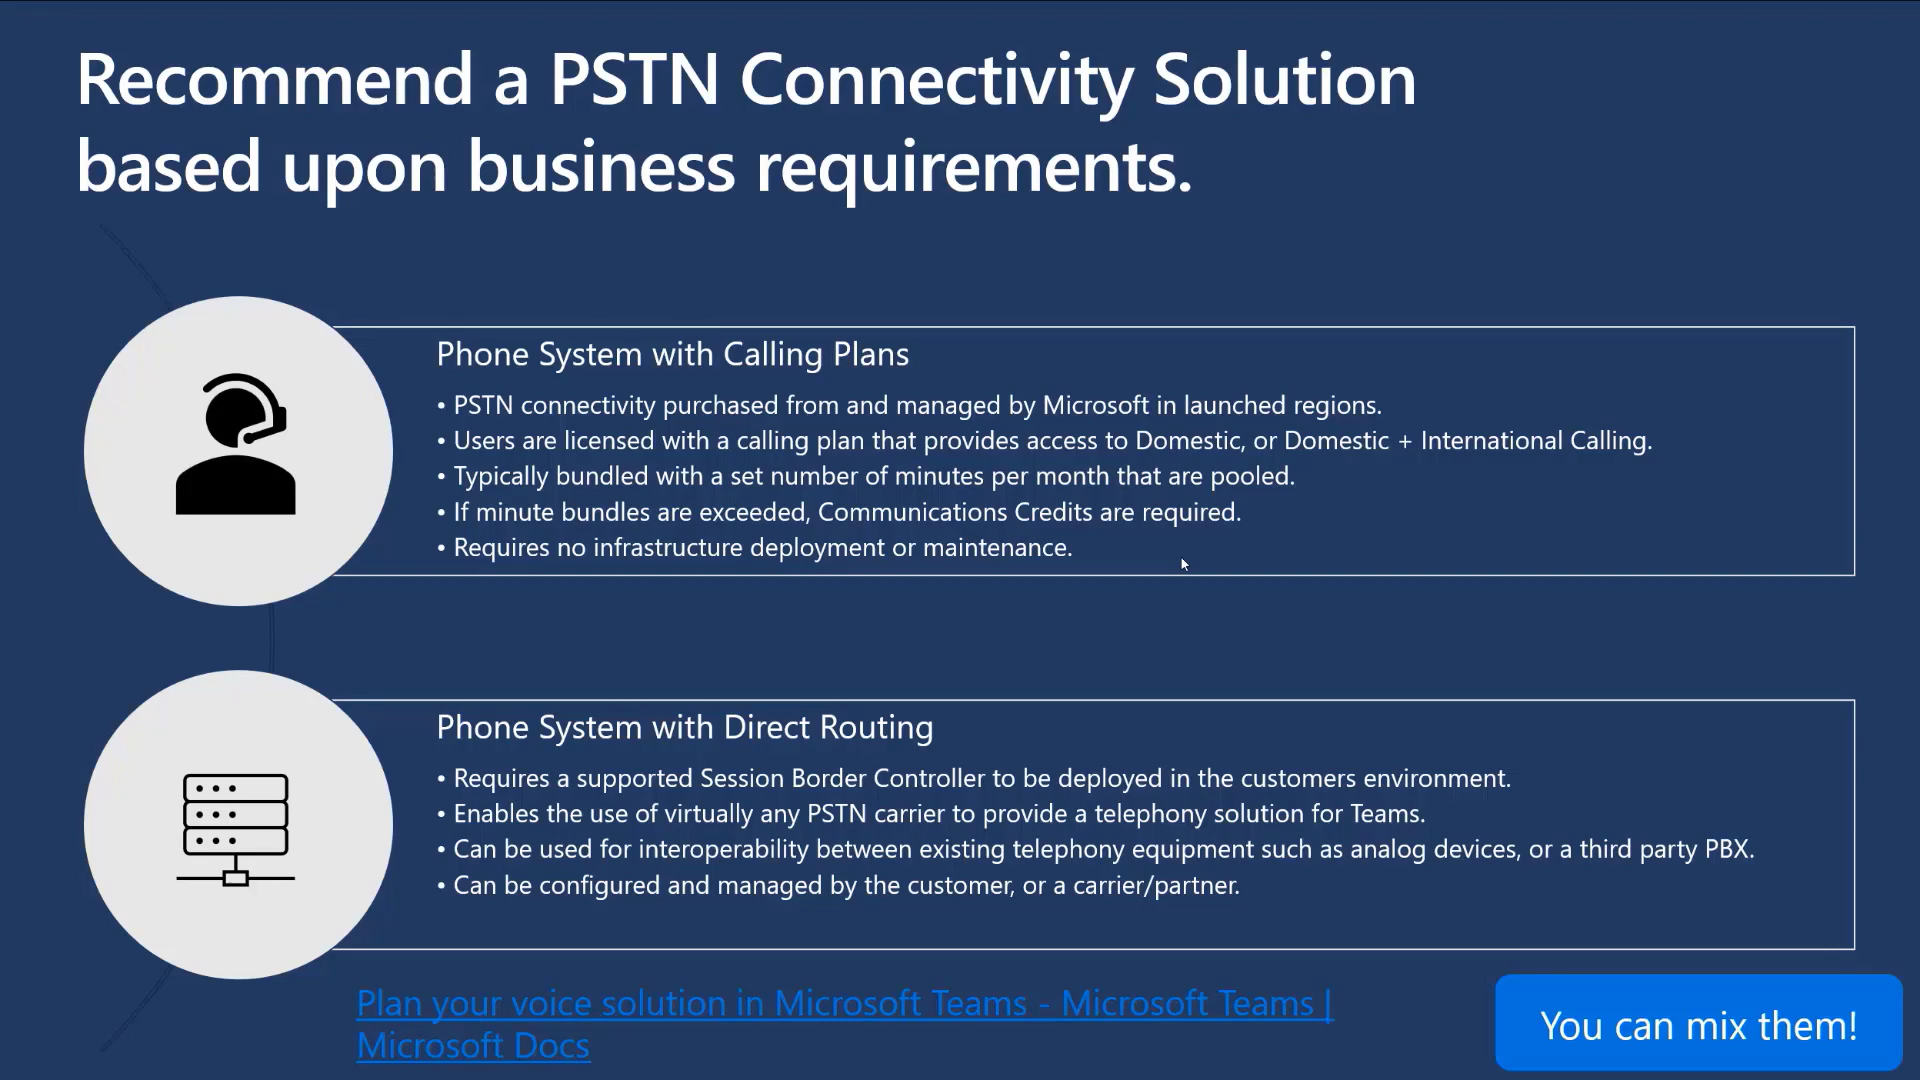 Recommend a PSTN Connectivity Solution
based upon business requirements.
Phone System with Calling Plans
• PSTN connectivity purchased from and managed by Microsoft in launched regions.
• Users are licensed with a calling plan that provides access to Domestic, or Domestic + International Calling.
• Typically bundled with a set number of minutes per month that are pooled.
• If minute bundles are exceeded, Communications Credits are required.
• Requires no infrastructure deployment or maintenance.
Phone System with Direct Routing
• Requires a supported Session Border Controller to be deployed in the customers environment.
• Enables the use of virtually any PSTN carrier to provide a telephony solution for Teams.
• Can be used for interoperability between existing telephony equipment such as analog devices, or a third party PBX.
• Can be configured and managed by the customer, or a carrier/partner.
Plan your voice solution in Microsoft Teams - Microsoft Teams |
Microsoft Docs
You can mix them!